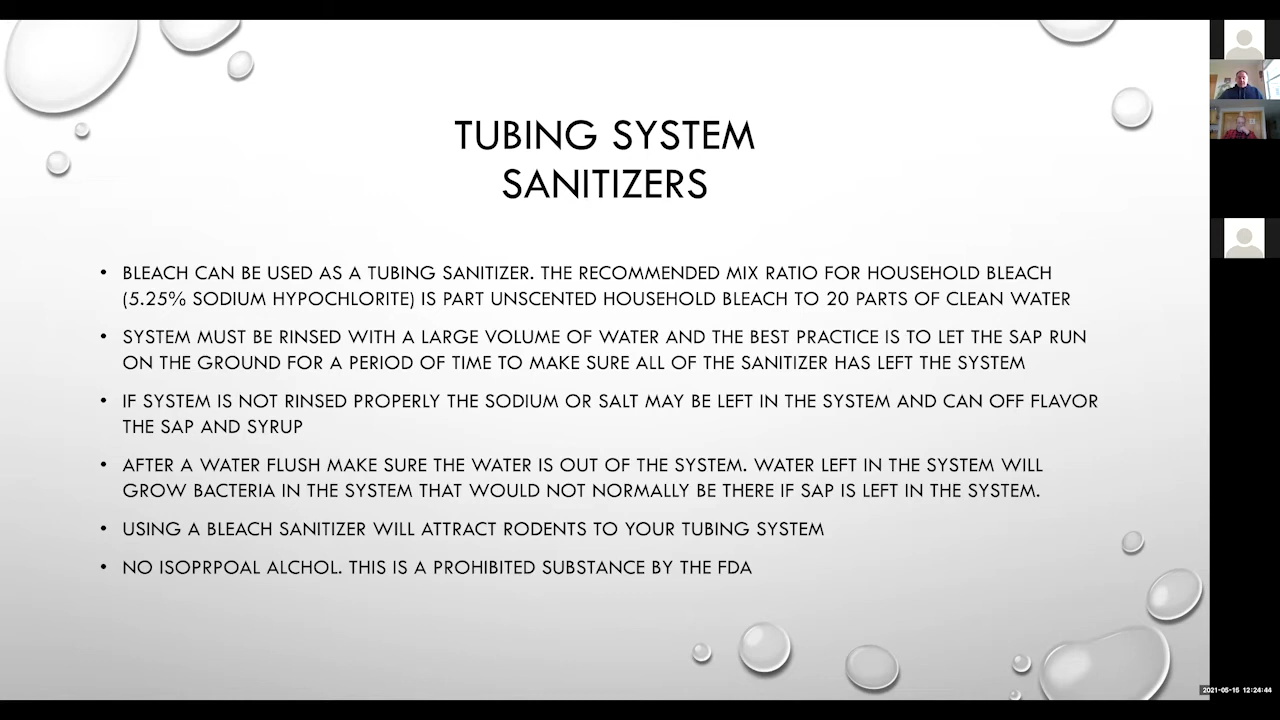 TUBING SYSTEM
SANITIZERS
• BLEACH CAN BE USED AS A TUBING SANITIZER. THE RECOMMENDED MIX RATIO FOR HOUSEHOLD BLEACH
(5.25% SODIUM HYPOCHLORITE) IS PART UNSCENTED HOUSEHOLD BLEACH TO 20 PARTS OF CLEAN WATER
• SYSTEM MUST BE RINSED WITH A LARGE VOLUME OF WATER AND THE BEST PRACTICE IS TO LET THE SAP RUN
ON THE GROUND FOR A PERIOD OF TIME TO MAKE SURE ALL OF THE SANITIZER HAS LEFT THE SYSTEM
• IF SYSTEM IS NOT RINSED PROPERLY THE SODIUM OR SALT MAY BE LEFT IN THE SYSTEM AND CAN OFF FLAVOR
THE SAP AND SYRUP
• AFTER A WATER FLUSH MAKE SURE THE WATER IS OUT OF THE SYSTEM. WATER LEFT IN THE SYSTEM WILL
GROW BACTERIA IN THE SYSTEM THAT WOULD NOT NORMALLY BE THERE IF SAP IS LEFT IN THE SYSTEM.
• USING A BLEACH SANITIZER WILL ATTRACT RODENTS TO YOUR TUBING SYSTEM
• NO ISOPRPOAL ALCHOL. THIS IS A PROHIBITED SUBSTANCE BY THE FDA
2021-05-15 12:24:44